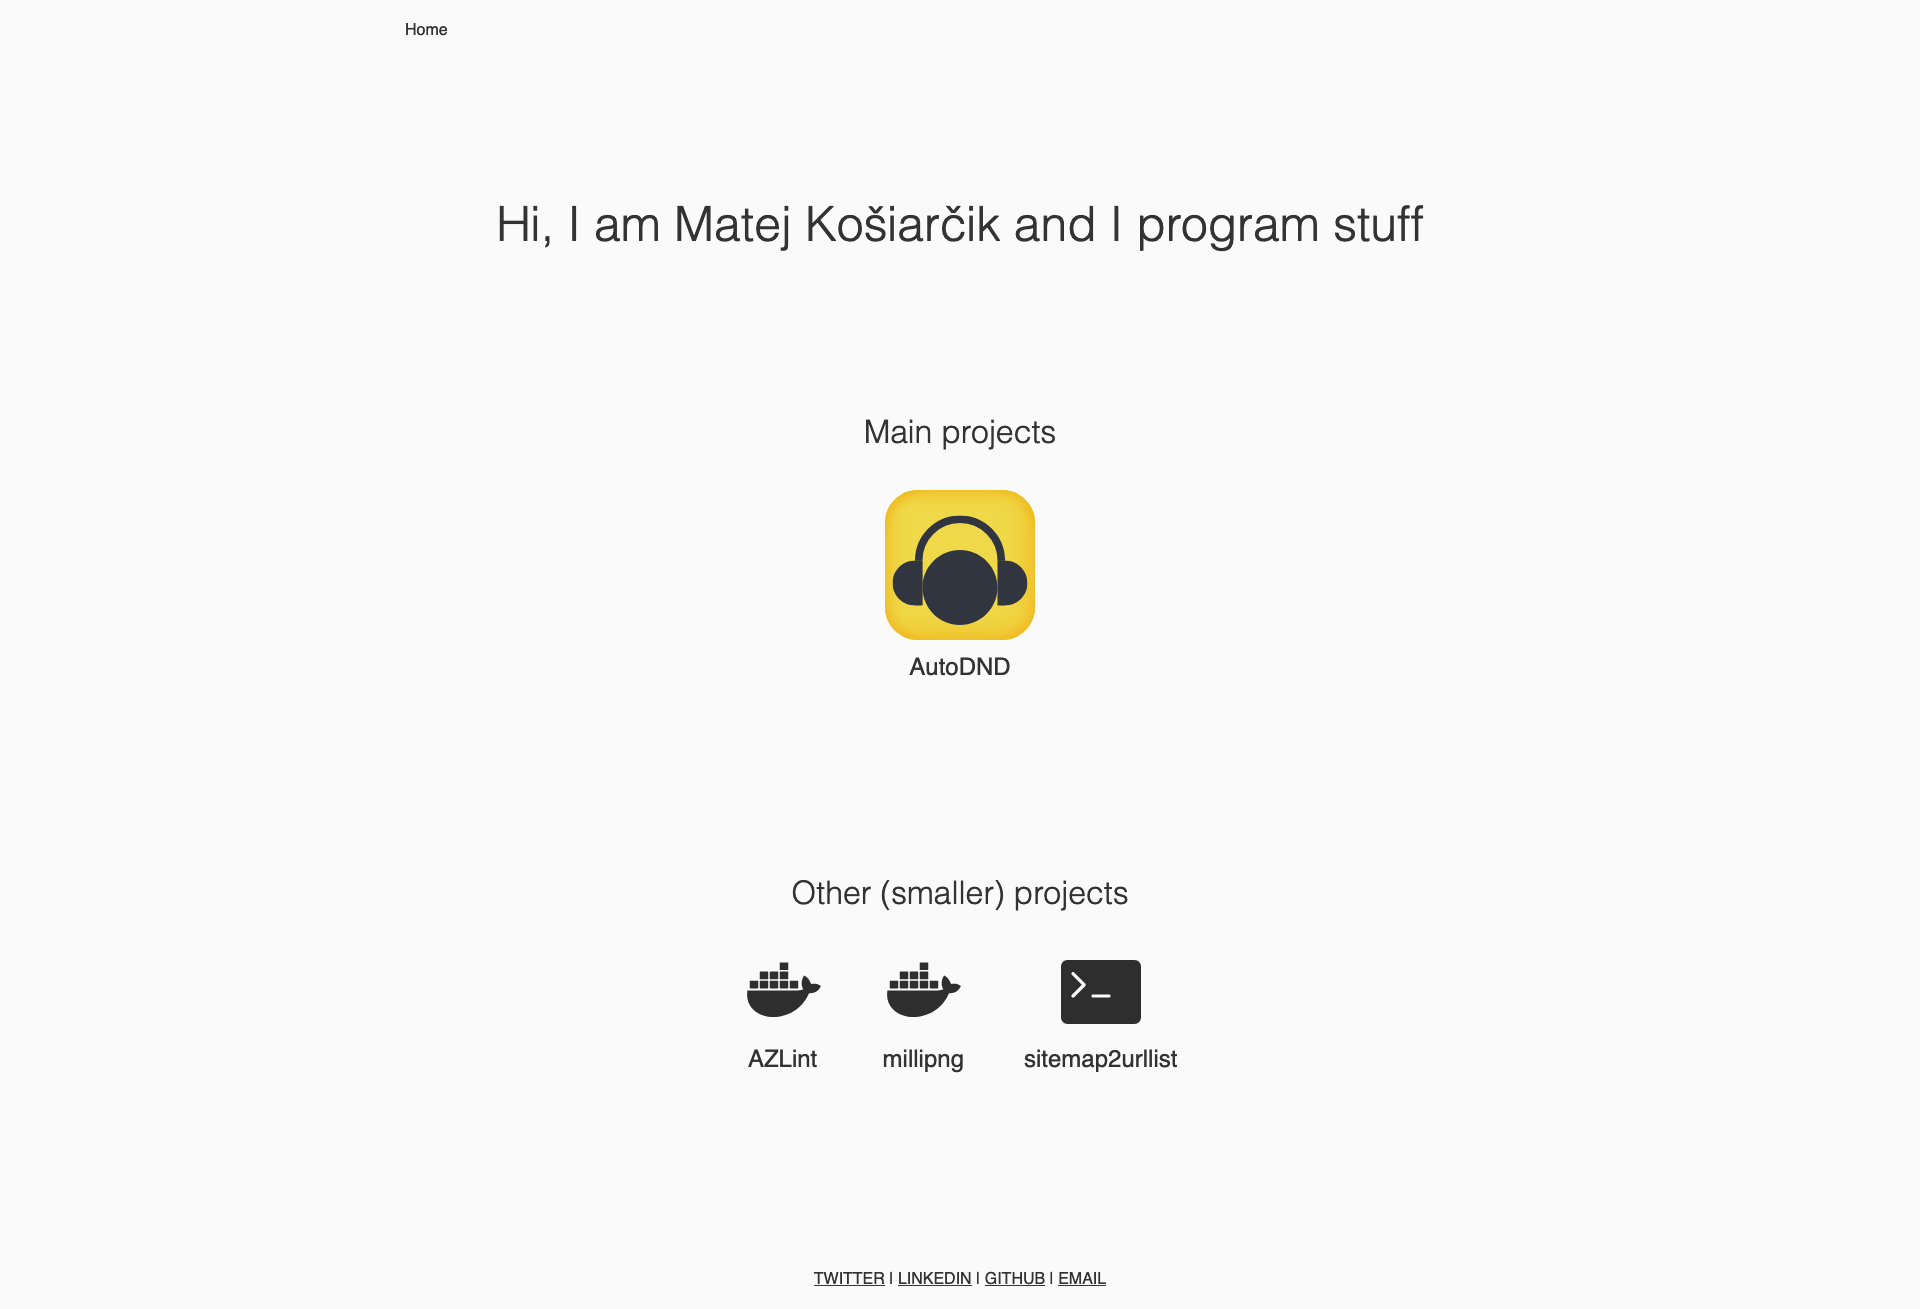 Home
Hi, I am Matej Košiarčik and I program stuff
Main projects
AutoDND
Other (smaller) projects
AZLint
millipng
sitemap2urllist
TWITTER | LINKEDIN | GITHUB | EMAIL